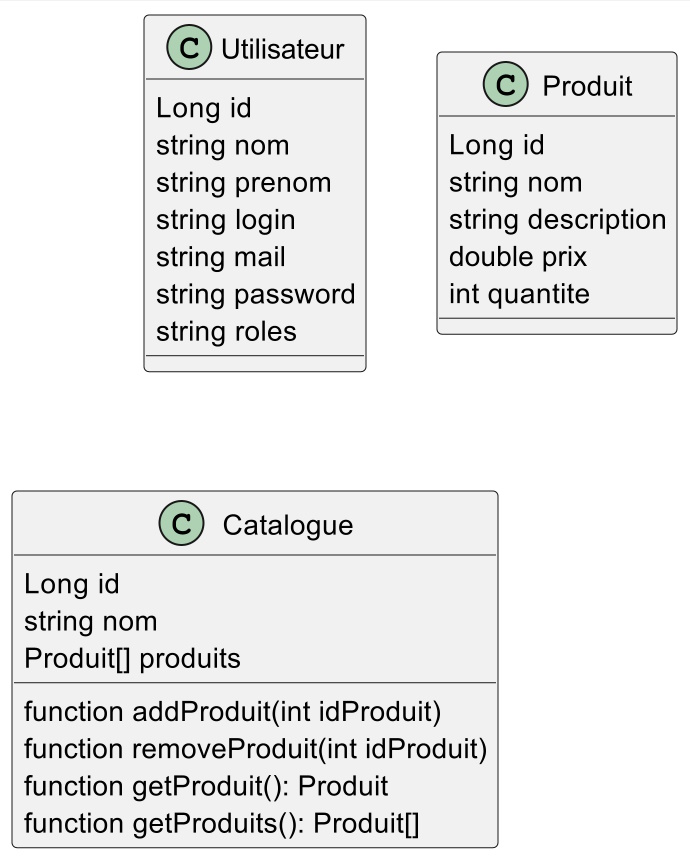 C Utilisateur
Long id
string nom
string prenom
string login
string mail
string password
string roles
C Produit
Long id
string nom
string description
double prix
int quantite
C Catalogue
Long id
string nom
Produit[] produits
function addProduit(int idProduit)
function removeProduit(int idProduit)
function getProduit(): Produit
function getProduits(): Produit[]